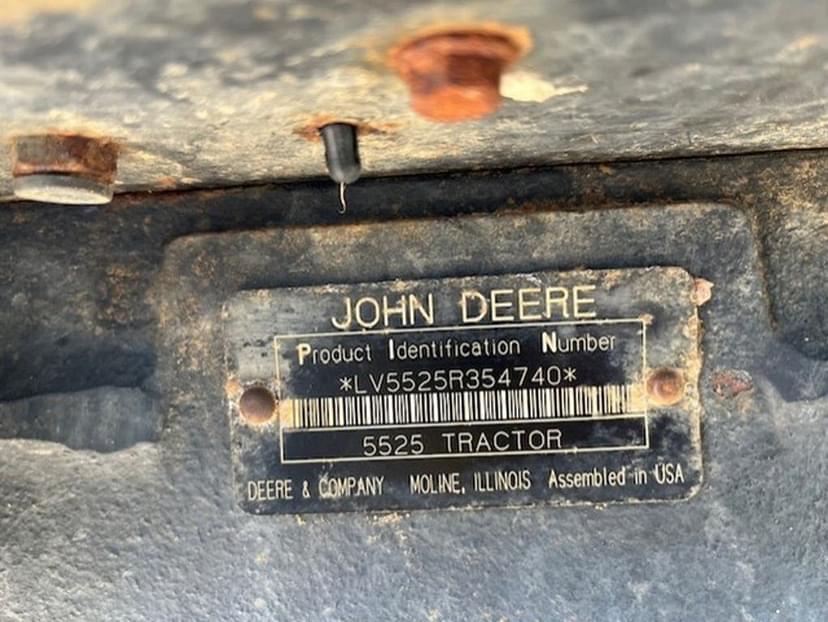 JOHN DEERE
Product Identification Number
*LV5525R354740*
5525 TRACTOR
DEERE & COMPANY MOLINE, ILLINOIS Assembled in USA